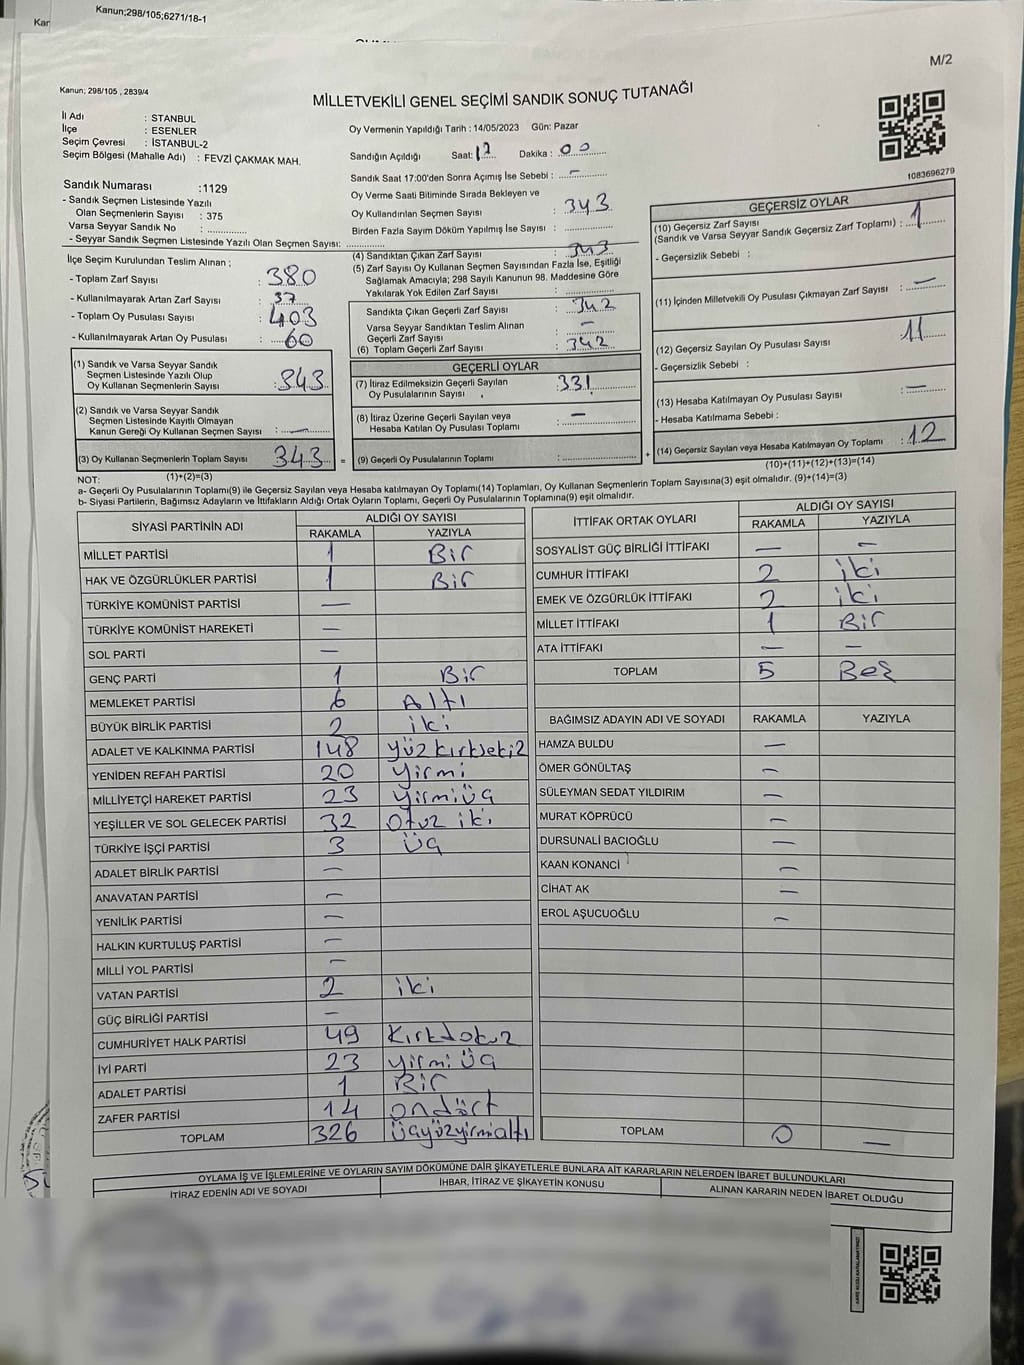 Kanun;298/105;6271/18-1
Kar
M/2
Kanun; 298/105 , 2839/4
MİLLETVEKİLİ GENEL SEÇİMİ SANDIK SONUÇ TUTANAĞI
İl Adı : STANBUL
İlçe : ESENLER
Seçim Çevresi : İSTANBUL-2
Seçim Bölgesi (Mahalle Adı) : FEVZİ ÇAKMAK MAH.
Oy Vermenin Yapıldığı Tarih : 14/05/2023 Gün: Pazar
Sandığın Açıldığı Saat: Dakika : 00
Sandık Saat 17:00'den Sonra Açımış İse Sebebi : -
1083696279
Sandık Numarası :1129
- Sandık Seçmen Listesinde Yazılı
Olan Seçmenlerin Sayısı : 375
Varsa Seyyar Sandık No :
- Seyyar Sandık Seçmen Listesinde Yazılı Olan Seçmen Sayısı:
Oy Verme Saati Bitiminde Sırada Bekleyen ve
Oy Kullandırılan Seçmen Sayısı : 343
Birden Fazla Sayım Döküm Yapılmış İse Sayısı :
İlçe Seçim Kurulundan Teslim Alınan ;
- Toplam Zarf Sayısı : 380
- Kullanılmayarak Artan Zarf Sayısı : 37
- Toplam Oy Pusulası Sayısı : 403
- Kullanılmayarak Artan Oy Pusulası : 60
(4) Sandıktan Çıkan Zarf Sayısı : 343
(5) Zarf Sayısı Oy Kullanan Seçmen Sayısından Fazla İse, Eşitliği
Sağlamak Amacıyla; 298 Sayılı Kanunun 98. Maddesine Göre
Yakılarak Yok Edilen Zarf Sayısı :
Sandıkta Çıkan Geçerli Zarf Sayısı : 342
Varsa Seyyar Sandıktan Teslim Alınan
Geçerli Zarf Sayısı : -
(6) Toplam Geçerli Zarf Sayısı : 342
GEÇERSİZ OYLAR
(10) Geçersiz Zarf Sayısı
(Sandık ve Varsa Seyyar Sandık Geçersiz Zarf Toplamı) : 1
- Geçersizlik Sebebi :
(11) İçinden Milletvekili Oy Pusulası Çıkmayan Zarf Sayısı : -
(12) Geçersiz Sayılan Oy Pusulası Sayısı 11
- Geçersizlik Sebebi :
(13) Hesaba Katılmayan Oy Pusulası Sayısı -
- Hesaba Katılmama Sebebi :
(14) Geçersiz Sayılan veya Hesaba Katılmayan Oy Toplamı : 12
(10)+(11)+(12)+(13)=(14)
(1) Sandık ve Varsa Seyyar Sandık
Seçmen Listesinde Yazılı Olup
Oy Kullanan Seçmenlerin Sayısı : 343
(2) Sandık ve Varsa Seyyar Sandık
Seçmen Listesinde Kayıtlı Olmayan
Kanun Gereği Oy Kullanan Seçmen Sayısı : -
(3) Oy Kullanan Seçmenlerin Toplam Sayısı 343 =
(1)+(2)=(3)
GEÇERLİ OYLAR
(7) İtiraz Edilmeksizin Geçerli Sayılan
Oy Pusulalarının Sayısı : 331
(8) İtiraz Üzerine Geçerli Sayılan veya
Hesaba Katılan Oy Pusulası Toplamı : -
(9) Geçerli Oy Pusulalarının Toplamı : +
NOT:
a- Geçerli Oy Pusulalarının Toplamı(9) ile Geçersiz Sayılan veya Hesaba katılmayan Oy Toplamı(14) Toplamları, Oy Kullanan Seçmenlerin Toplam Sayısına(3) eşit olmalıdır. (9)+(14)=(3)
b- Siyasi Partilerin, Bağımsız Adayların ve İttifakların Aldığı Ortak Oyların Toplamı, Geçerli Oy Pusulalarının Toplamına(9) eşit olmalıdır.
SİYASİ PARTİNİN ADI ALDIĞI OY SAYISI
RAKAMLA YAZIYLA
MİLLET PARTİSİ 1 Bir
HAK VE ÖZGÜRLÜKLER PARTİSİ 1 Bir
TÜRKİYE KOMÜNİST PARTİSİ -
TÜRKİYE KOMÜNİST HAREKETİ -
SOL PARTİ -
GENÇ PARTİ 1 Bir
MEMLEKET PARTİSİ 6 Altı
BÜYÜK BİRLİK PARTİSİ 2 iki
ADALET VE KALKINMA PARTİSİ 148 yüzkırksekiz
YENİDEN REFAH PARTİSİ 20 yirmi
MİLLİYETÇİ HAREKET PARTİSİ 23 yirmiüç
YEŞİLLER VE SOL GELECEK PARTİSİ 32 otuz iki
TÜRKİYE İŞÇİ PARTİSİ 3 üç
ADALET BİRLİK PARTİSİ -
ANAVATAN PARTİSİ -
YENİLİK PARTİSİ -
HALKIN KURTULUŞ PARTİSİ -
MİLLİ YOL PARTİSİ -
VATAN PARTİSİ 2 iki
GÜÇ BİRLİĞİ PARTİSİ -
CUMHURİYET HALK PARTİSİ 49 Kırkdokuz
İYİ PARTİ 23 yirmi üç
ADALET PARTİSİ 1 Bir
ZAFER PARTİSİ 14 ondört
TOPLAM 326 üçyüzyirmialtı
İTTİFAK ORTAK OYLARI ALDIĞI OY SAYISI
RAKAMLA YAZIYLA
SOSYALİST GÜÇ BİRLİĞİ İTTİFAKI - -
CUMHUR İTTİFAKI 2 iki
EMEK VE ÖZGÜRLÜK İTTİFAKI 2 iki
MİLLET İTTİFAKI 1 Bir
ATA İTTİFAKI - -
TOPLAM 5 Beş
BAĞIMSIZ ADAYIN ADI VE SOYADI RAKAMLA YAZIYLA
HAMZA BULDU -
ÖMER GÖNÜLTAŞ -
SÜLEYMAN SEDAT YILDIRIM -
MURAT KÖPRÜCÜ -
DURSUNALİ BACIOĞLU -
KAAN KONANCİ -
CİHAT AK -
EROL AŞUCUOĞLU -
TOPLAM 0 -
OYLAMA İŞ VE İŞLEMLERİNE VE OYLARIN SAYIM DÖKÜMÜNE DAİR ŞİKAYETLERLE BUNLARA AİT KARARLARIN NELERDEN İBARET BULUNDUKLARI
İTİRAZ EDENİN ADI VE SOYADI İHBAR, İTİRAZ VE ŞİKAYETİN KONUSU ALINAN KARARIN NEDEN İBARET OLDUĞU